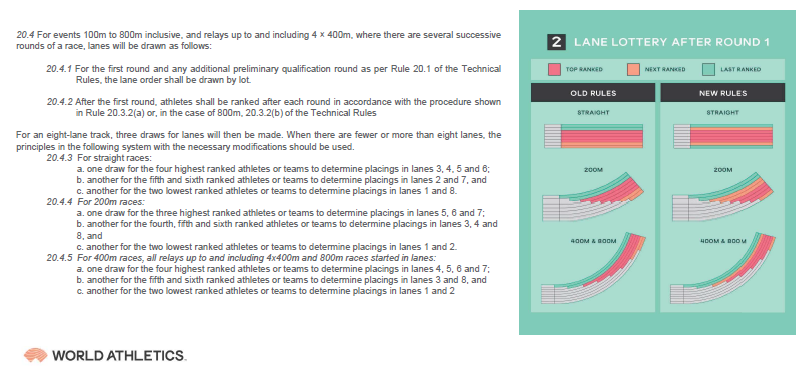 20.4 For events 100m to 800m inclusive, and relays up to and including 4 × 400m, where there are several successive
rounds of a race, lanes will be drawn as follows:
20.4.1 For the first round and any additional preliminary qualification round as per Rule 20.1 of the Technical
Rules, the lane order shall be drawn by lot.
20.4.2 After the first round, athletes shall be ranked after each round in accordance with the procedure shown
in Rule 20.3.2(a) or, in the case of 800m, 20.3.2(b) of the Technical Rules
For an eight-lane track, three draws for lanes will then be made. When there are fewer or more than eight lanes, the
principles in the following system with the necessary modifications should be used.
20.4.3 For straight races:
a. one draw for the four highest ranked athletes or teams to determine placings in lanes 3, 4, 5 and 6;
b. another for the fifth and sixth ranked athletes or teams to determine placings in lanes 2 and 7, and
c. another for the two lowest ranked athletes or teams to determine placings in lanes 1 and 8.
20.4.4 For 200m races:
a. one draw for the three highest ranked athletes or teams to determine placings in lanes 5, 6 and 7;
b. another for the fourth, fifth and sixth ranked athletes or teams to determine placings in lanes 3, 4 and
8, and
c. another for the two lowest ranked athletes or teams to determine placings in lanes 1 and 2.
20.4.5 For 400m races, all relays up to and including 4x400m and 800m races started in lanes:
a. one draw for the four highest ranked athletes or teams to determine placings in lanes 4, 5, 6 and 7;
b. another for the fifth and sixth ranked athletes or teams to determine placings in lanes 3 and 8, and
c. another for the two lowest ranked athletes or teams to determine placings in lanes 1 and 2
WORLD ATHLETICS.
2 LANE LOTTERY AFTER ROUND 1
TOP RANKED NEXT RANKED LAST RANKED
OLD RULES NEW RULES
STRAIGHT STRAIGHT
200M 200M
400M & 800M 400M & 800 M